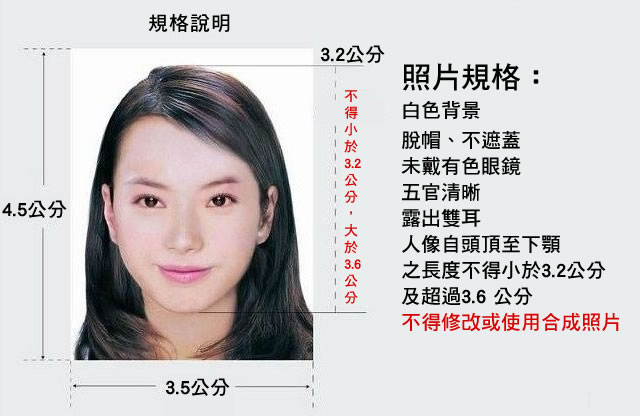 規格說明
3.2公分
不得小於3.2公分，大於3.6公分
4.5公分
3.5公分
照片規格：
白色背景
脫帽、不遮蓋
未戴有色眼鏡
五官清晰
露出雙耳
人像自頭頂至下顎
之長度不得小於3.2公分
及超過3.6 公分
不得修改或使用合成照片